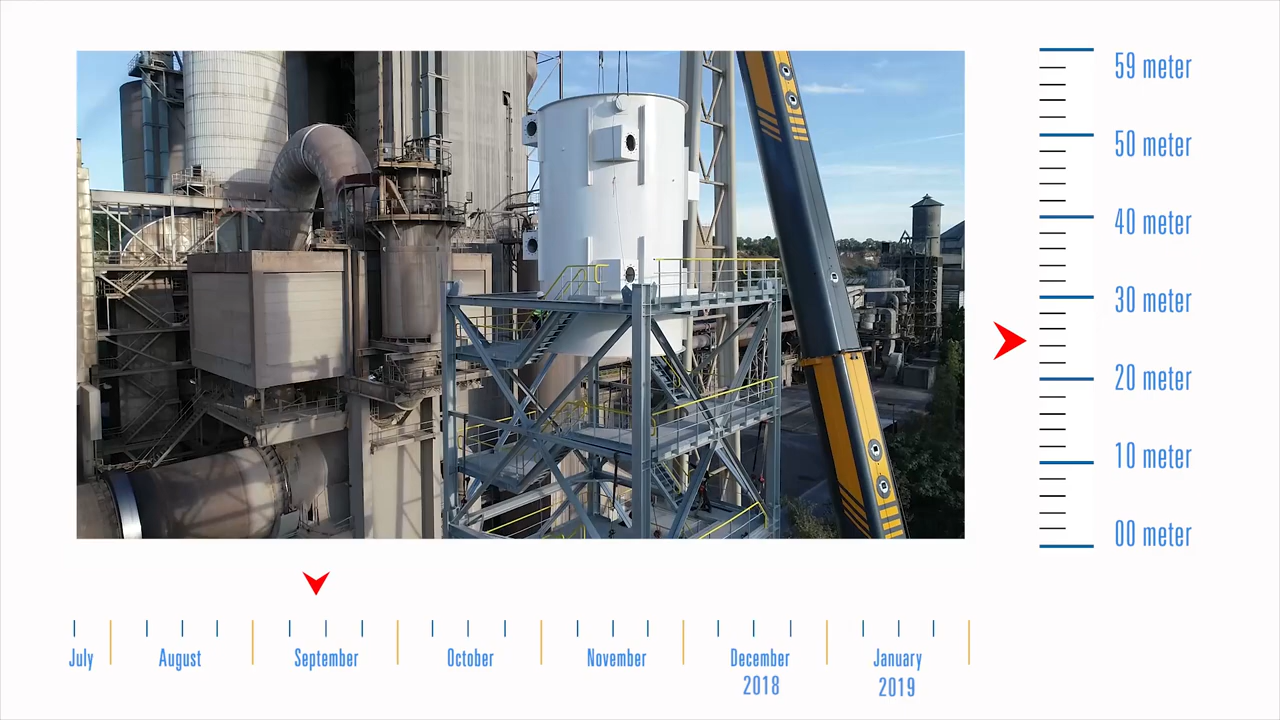 59 meter
50 meter
40 meter
30 meter
20 meter
10 meter
00 meter
July August September October November December January
2018 2019